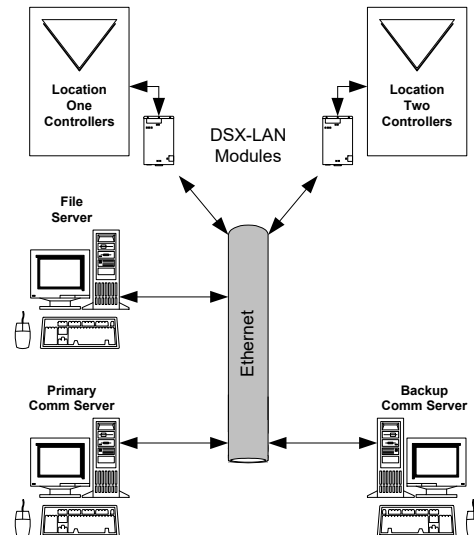 Location
One
Controllers
Location
Two
Controllers
DSX-LAN
Modules
File
Server
Ethernet
Primary
Comm Server
Backup
Comm Server